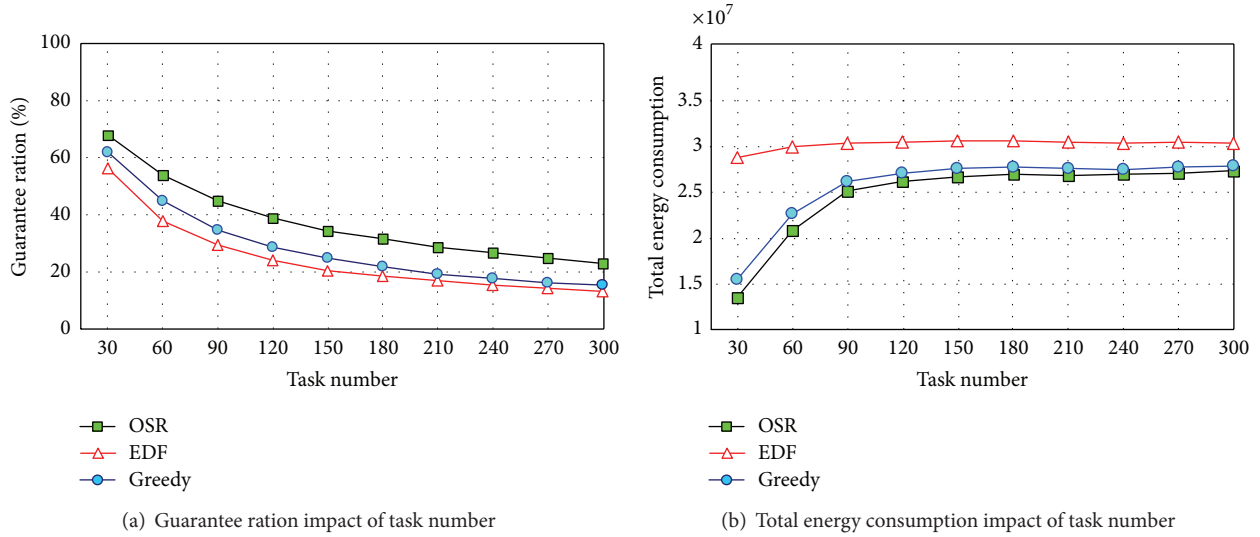 100
80
60
40
20
0
Guarantee ration (%)
30 60 90 120 150 180 210 240 270 300
Task number
OSR
EDF
Greedy
(a) Guarantee ration impact of task number
×10⁷
4
3.5
3
2.5
2
1.5
1
Total energy consumption
30 60 90 120 150 180 210 240 270 300
Task number
OSR
EDF
Greedy
(b) Total energy consumption impact of task number